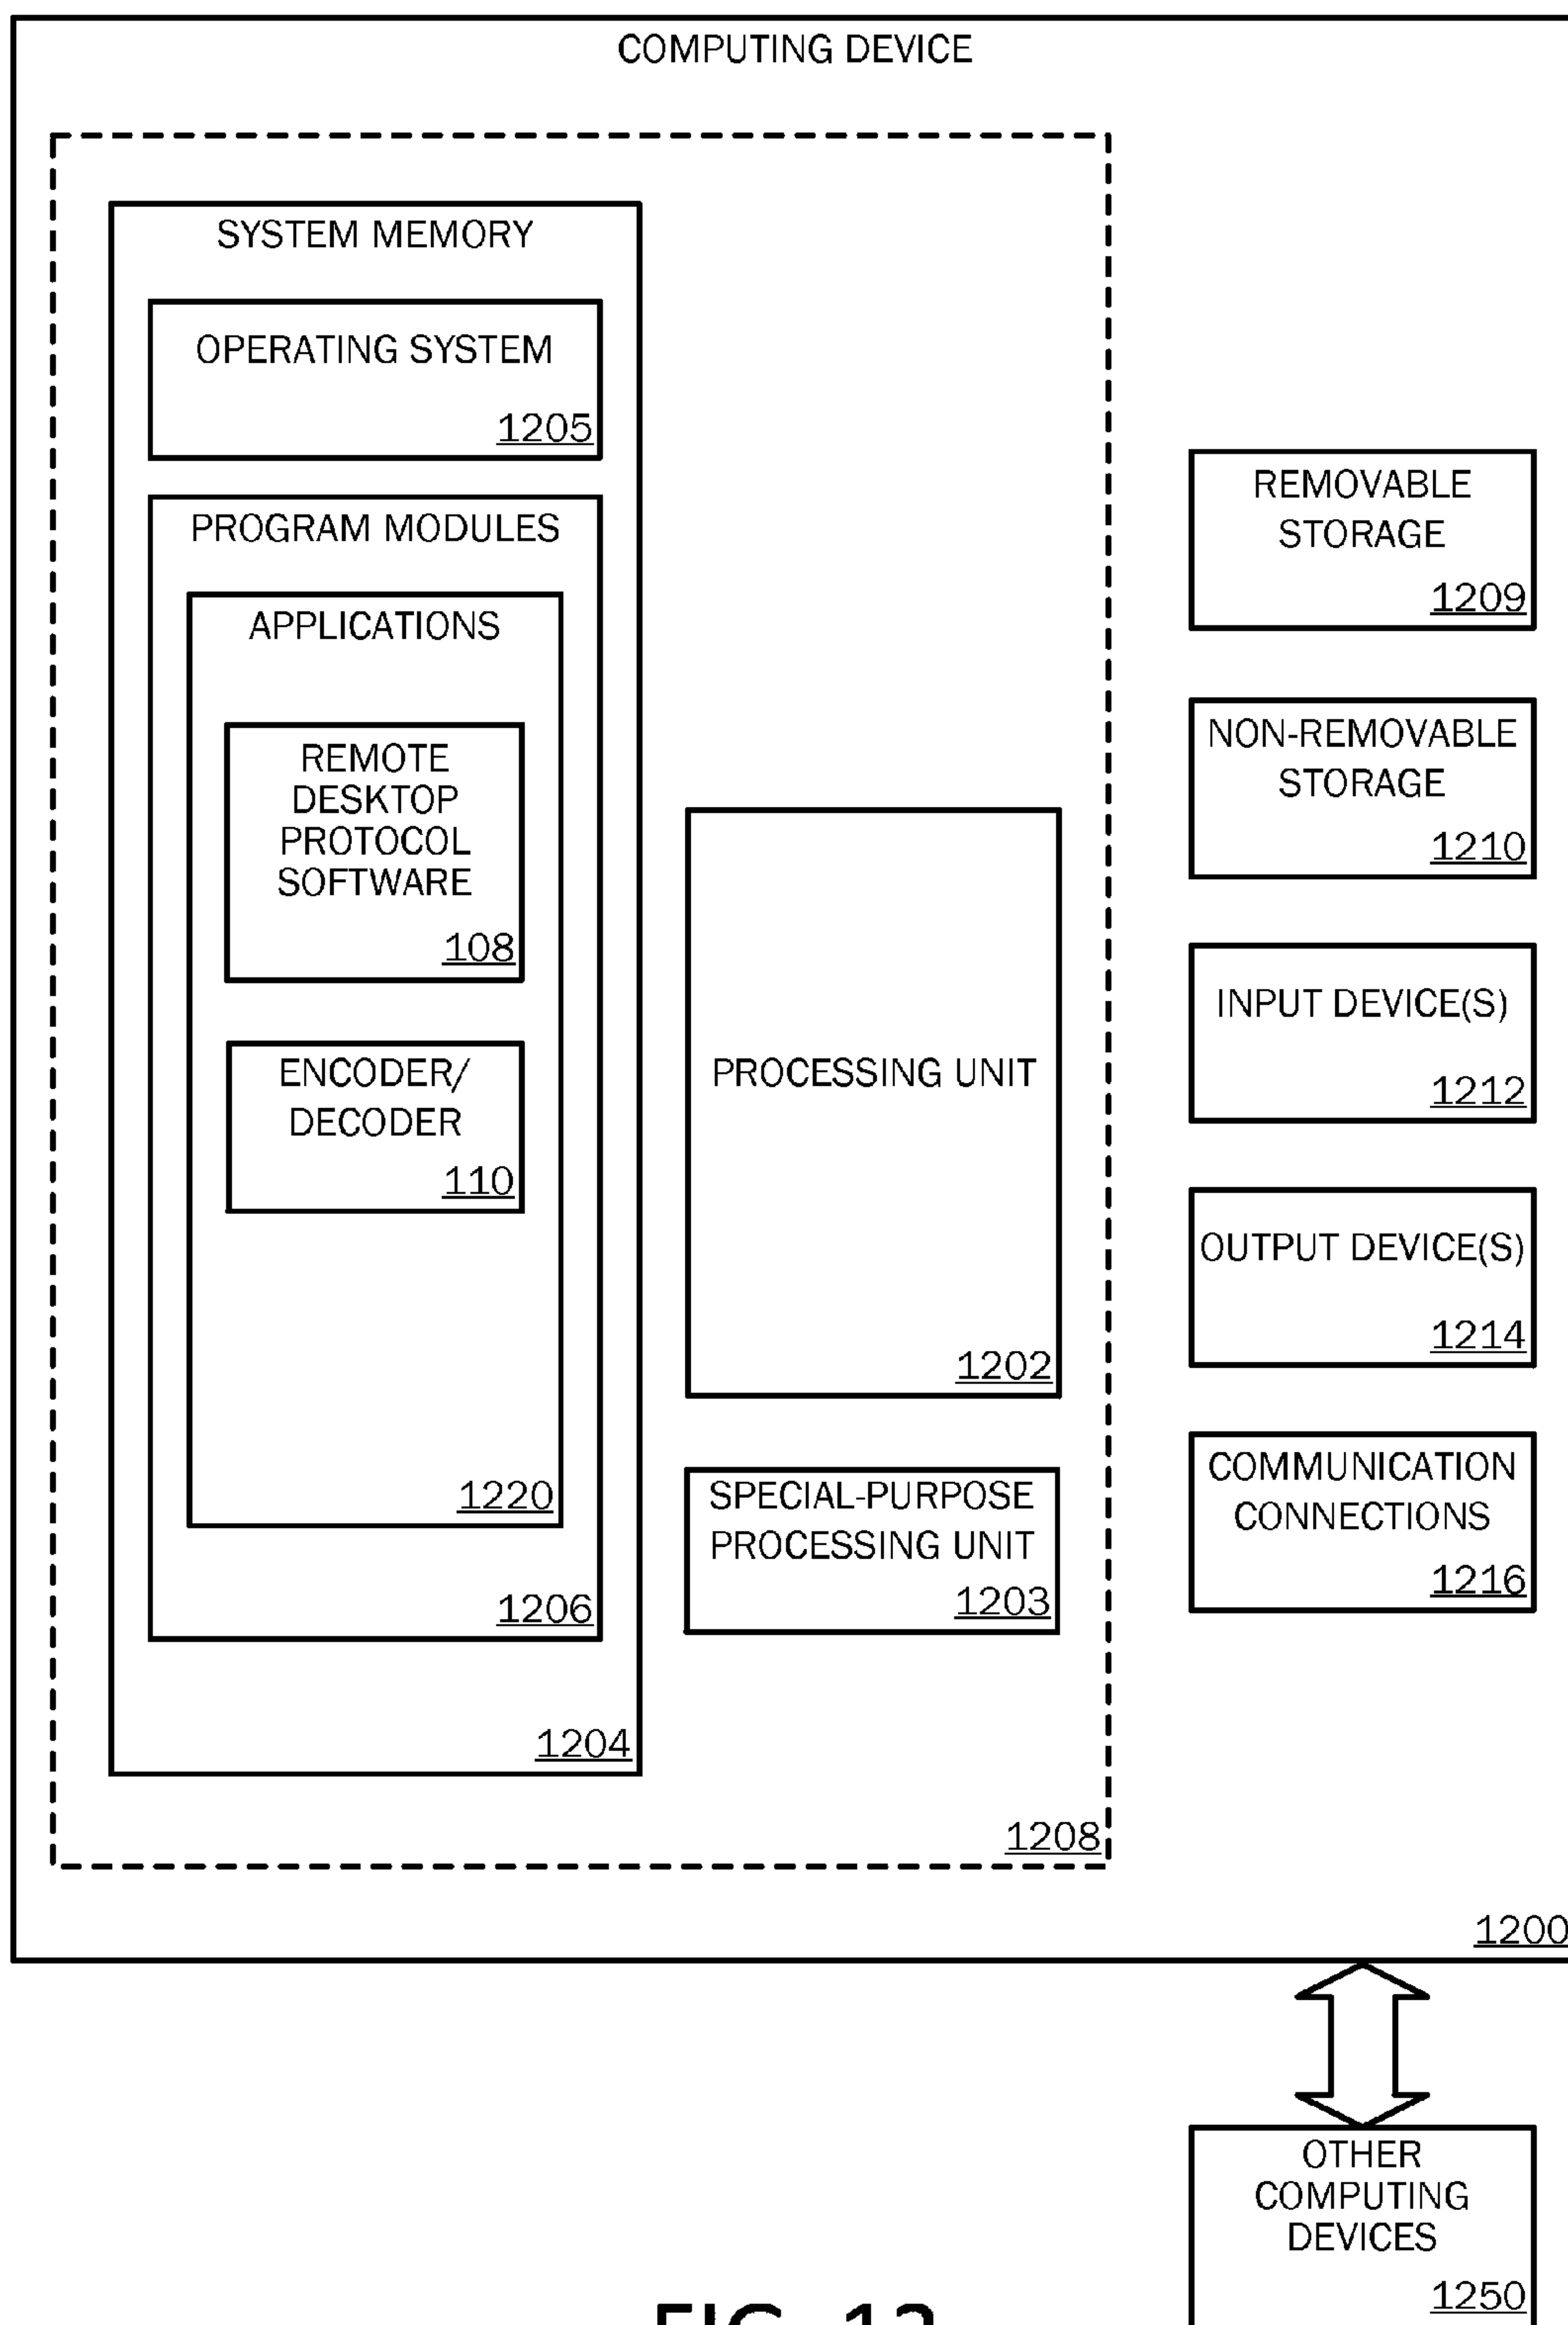 COMPUTING DEVICE
SYSTEM MEMORY
OPERATING SYSTEM
1205
PROGRAM MODULES
APPLICATIONS
REMOTE
DESKTOP
PROTOCOL
SOFTWARE
108
ENCODER/
DECODER
110
1220
1206
1204
PROCESSING UNIT
1202
SPECIAL-PURPOSE
PROCESSING UNIT
1203
1208
REMOVABLE
STORAGE
1209
NON-REMOVABLE
STORAGE
1210
INPUT DEVICE(S)
1212
OUTPUT DEVICE(S)
1214
COMMUNICATION
CONNECTIONS
1216
1200
OTHER
COMPUTING
DEVICES
1250
FIG.